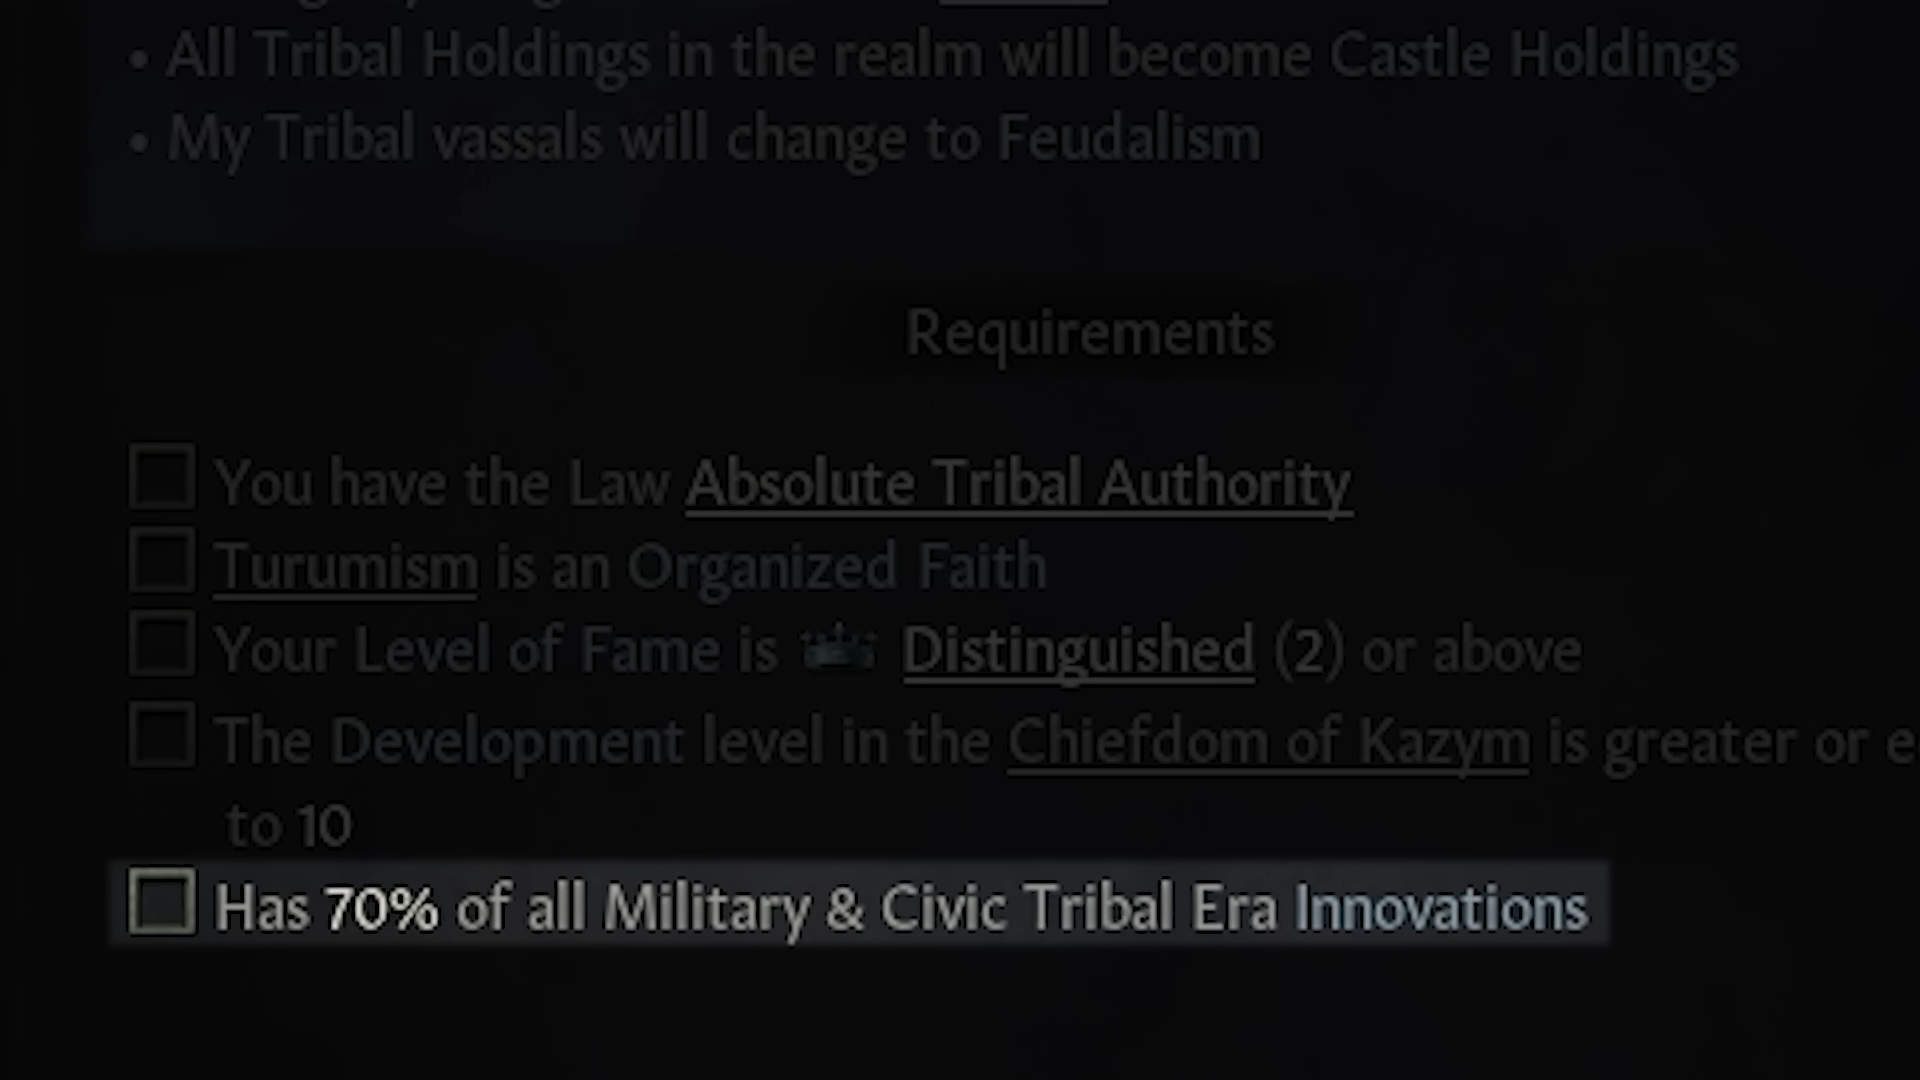 • All Tribal Holdings in the realm will become Castle Holdings
• My Tribal vassals will change to Feudalism
Requirements
You have the Law Absolute Tribal Authority
Turumism is an Organized Faith
Your Level of Fame is Distinguished (2) or above
The Development level in the Chiefdom of Kazym is greater or
to 10
Has 70% of all Military & Civic Tribal Era Innovations